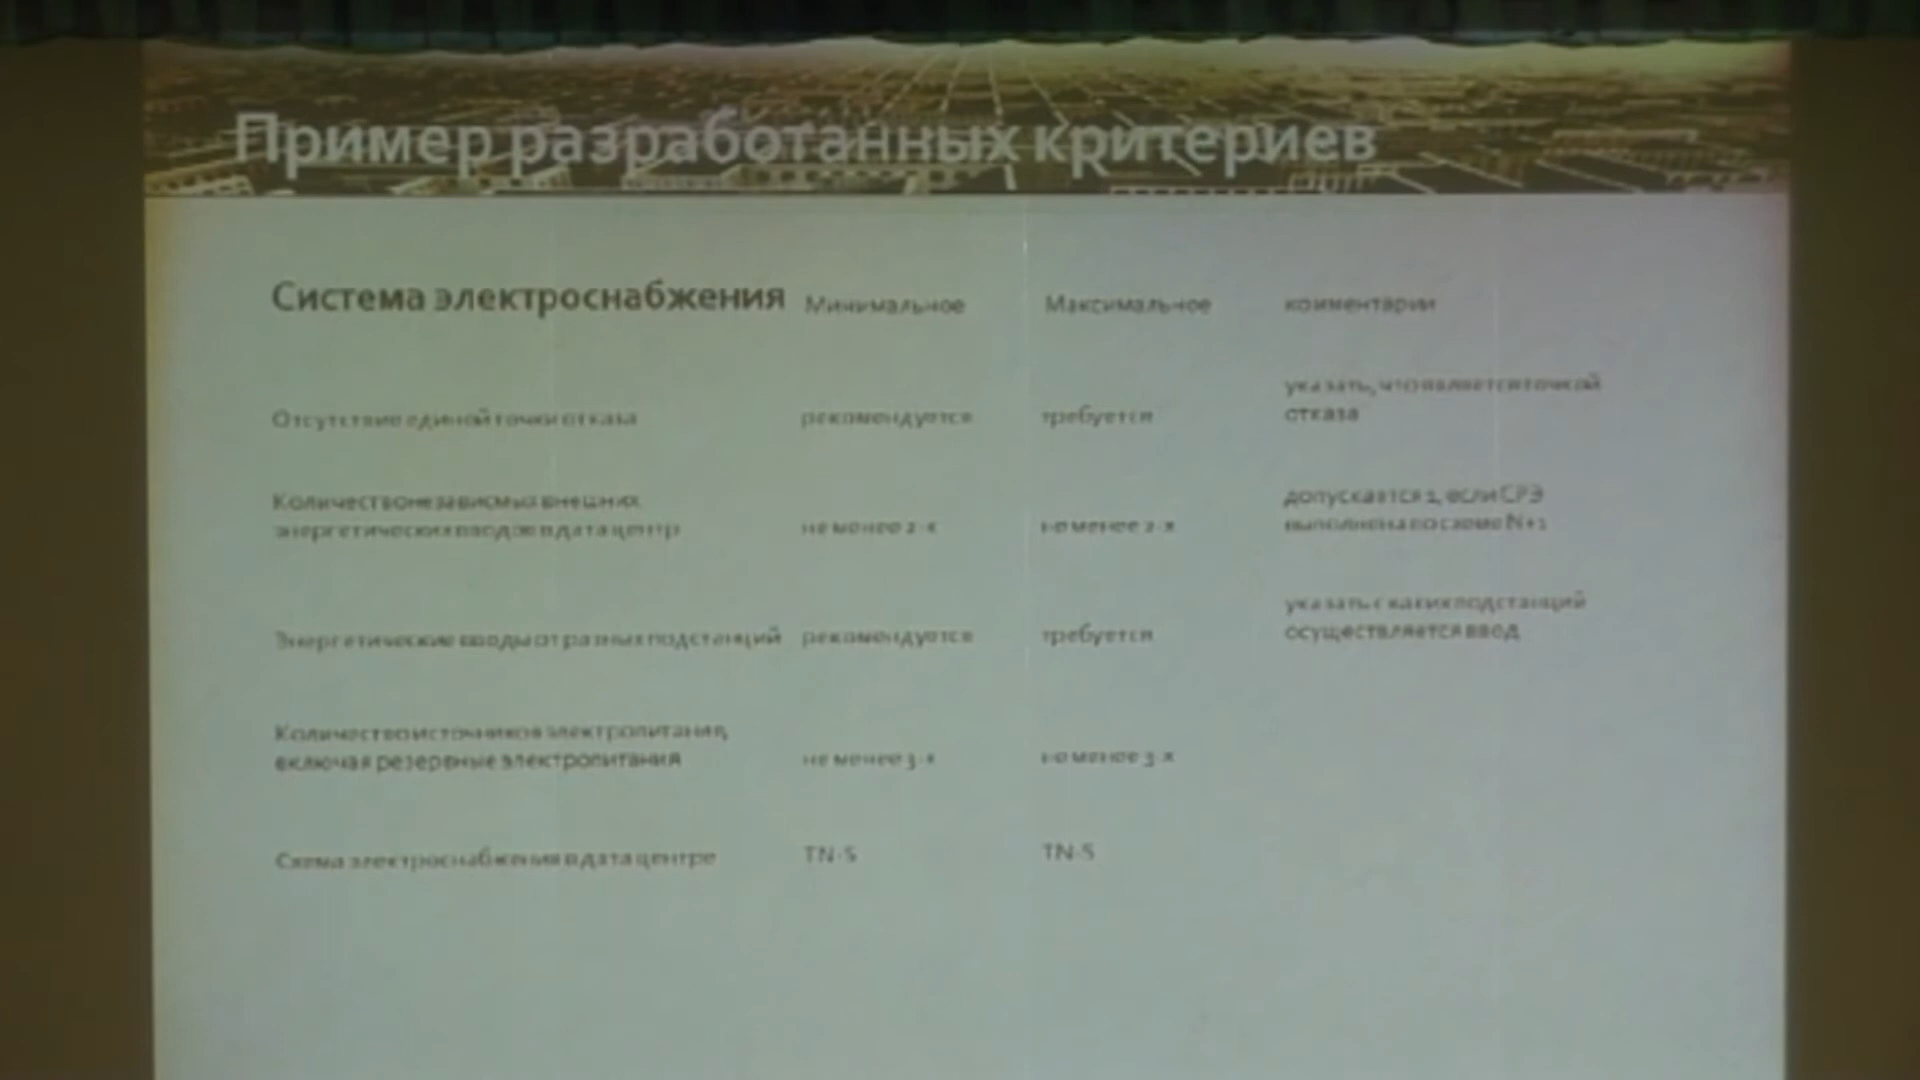 Пример разработанных критериев
Система электроснабжения Минимальное Максимальное комментарии
указать, что является точкой
Отсутствие единой точки отказа рекомендуется требуется отказа
Количество независмых внешних допускается 1, если СРЭ
энергетических вводов в дата центр не менее 2-х не менее 2-х выполнена по схеме N+1
указать с каких подстанций
Энергетические вводы от разных подстанций рекомендуется требуется осуществляется ввод
Количество источников электропитания,
включая резервные электропитания не менее 3-х не менее 3-х
Схема электроснабжения в дата центре TN-S TN-S